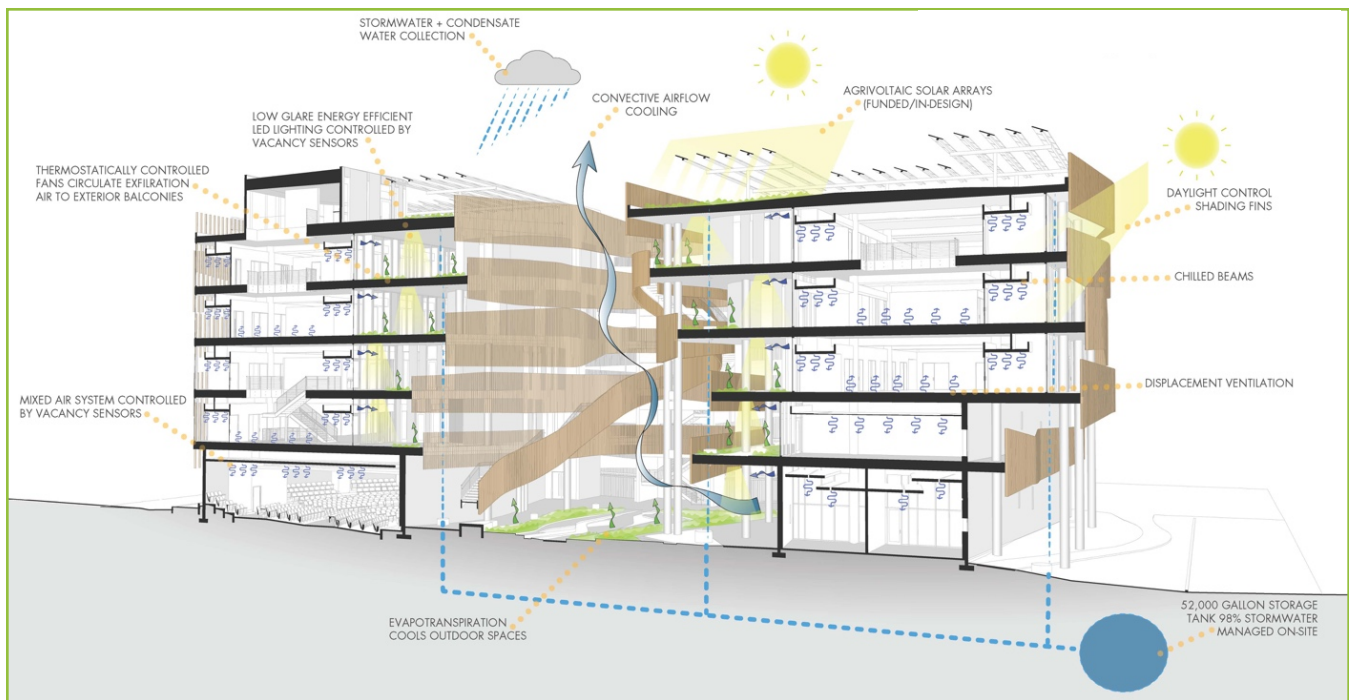 STORMWATER + CONDENSATE
WATER COLLECTION
CONVECTIVE AIRFLOW
COOLING
AGRIVOLTAIC SOLAR ARRAYS
(FUNDED/IN-DESIGN)
LOW GLARE ENERGY EFFICIENT
LED LIGHTING CONTROLLED BY
VACANCY SENSORS
THERMOSTATICALLY CONTROLLED
FANS CIRCULATE EXFILRATION
AIR TO EXTERIOR BALCONIES
DAYLIGHT CONTROL
SHADING FINS
CHILLED BEAMS
DISPLACEMENT VENTILATION
MIXED AIR SYSTEM CONTROLLED
BY VACANCY SENSORS
EVAPOTRANSPIRATION
COOLS OUTDOOR SPACES
52,000 GALLON STORAGE
TANK 98% STORMWATER
MANAGED ON-SITE